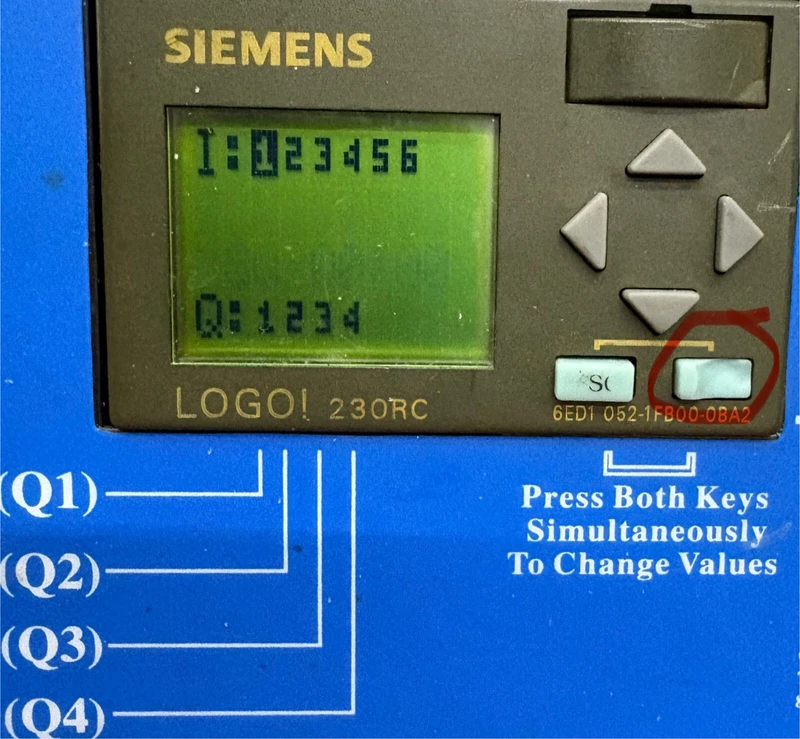 SIEMENS
I:123456
Q:1234
LOGO! 230RC
6ED1 052-1FB00-0BA2
(Q1)
(Q2)
(Q3)
(Q4)
Press Both Keys
Simultaneously
To Change Values